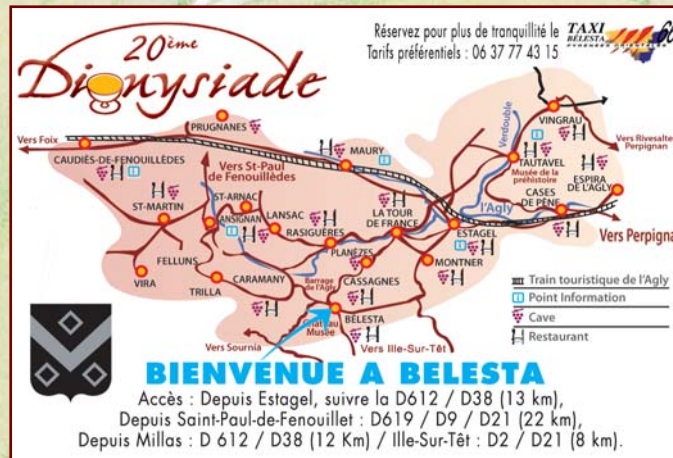 20ème
Dionysiade
Réservez pour plus de tranquillité le
Tarifs préférentiels : 06 37 77 43 15
TAXI
BÉLESTA
66
PYRÉNÉES ORIENTALES
Vers Foix
PRUGNANES
CAUDIÈS-DE-FENOUILLÈDES
Vers St-Paul
de Fenouillèdes
MAURY
Verdouble
VINGRAU
Vers Rivesaltes
Perpignan
TAUTAVEL
Musée de la
préhistoire
ESPIRA
DE L'AGLY
CASES
DE PÈNE
l'Agly
Vers Perpigna
ST-MARTIN
ST-ARNAC
ANSIGNAN
LANSAC
RASIGUÈRES
LA TOUR
DE FRANCE
PLANÈZES
ESTAGEL
MONTNER
FELLUNS
VIRA
TRILLA
CARAMANY
Barrage
de l'Agly
CASSAGNES
BÉLESTA
Château
Musée
Vers Sournia
Vers Ille-Sur-Têt
Train touristique de l'Agly
Point Information
Cave
Restaurant
BIENVENUE A BELESTA
Accès : Depuis Estagel, suivre la D612 / D38 (13 km),
Depuis Saint-Paul-de-Fenouillet : D619 / D9 / D21 (22 km),
Depuis Millas : D 612 / D38 (12 Km) / Ille-Sur-Têt : D2 / D21 (8 km).